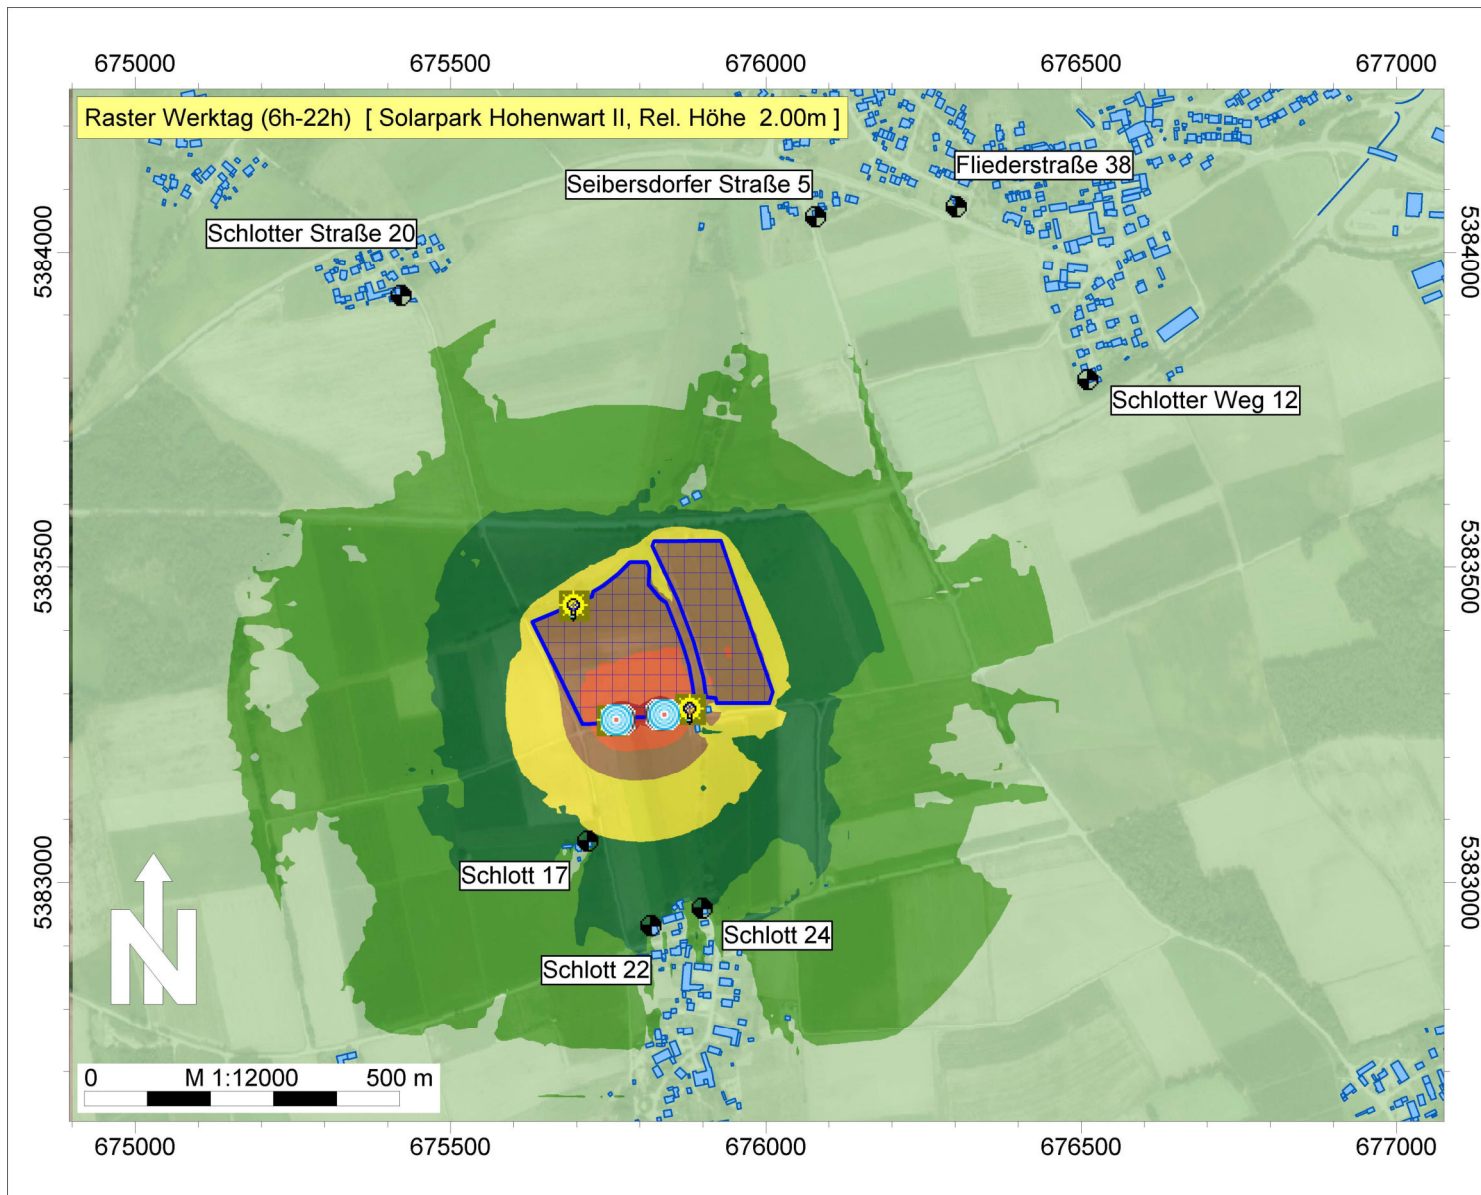 675000 675500 676000 676500 677000
Raster Werktag (6h-22h) [ Solarpark Hohenwart II, Rel. Höhe 2.00m ]
Fliederstraße 38
Seibersdorfer Straße 5
Schlotter Straße 20
5384000
5384000
Schlotter Weg 12
5383500
5383500
Schlott 17
5383000
5383000
Schlott 24
Schlott 22
N
0 M 1:12000 500 m
675000 675500 676000 676500 677000